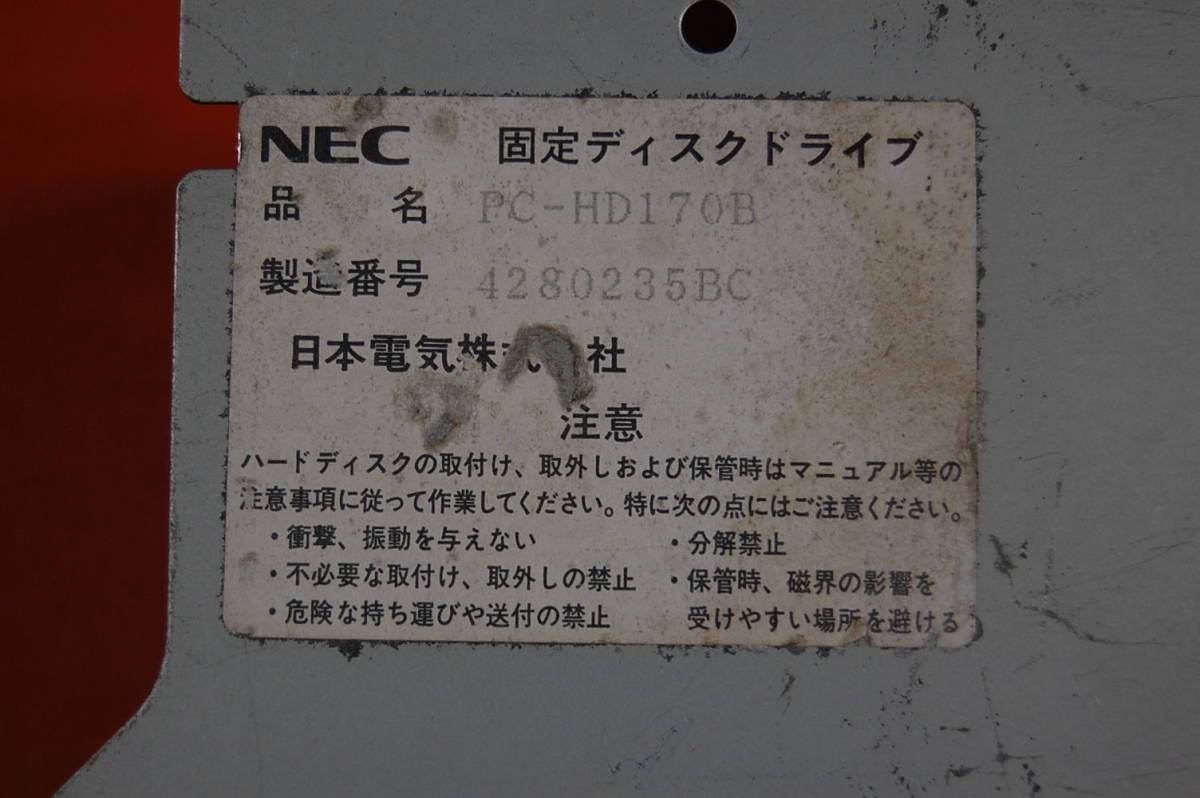 NEC 固定ディスクドライブ
品名 PC-HD170B
製造番号 4280235BC
日本電気株式 社
注意
ハードディスクの取付け、取外しおよび保管時はマニュアル等の
注意事項に従って作業してください。特に次の点にはご注意ください。
・衝撃、振動を与えない ・分解禁止
・不必要な取付け、取外しの禁止 ・保管時、磁界の影響を
・危険な持ち運びや送付の禁止 受けやすい場所を避ける